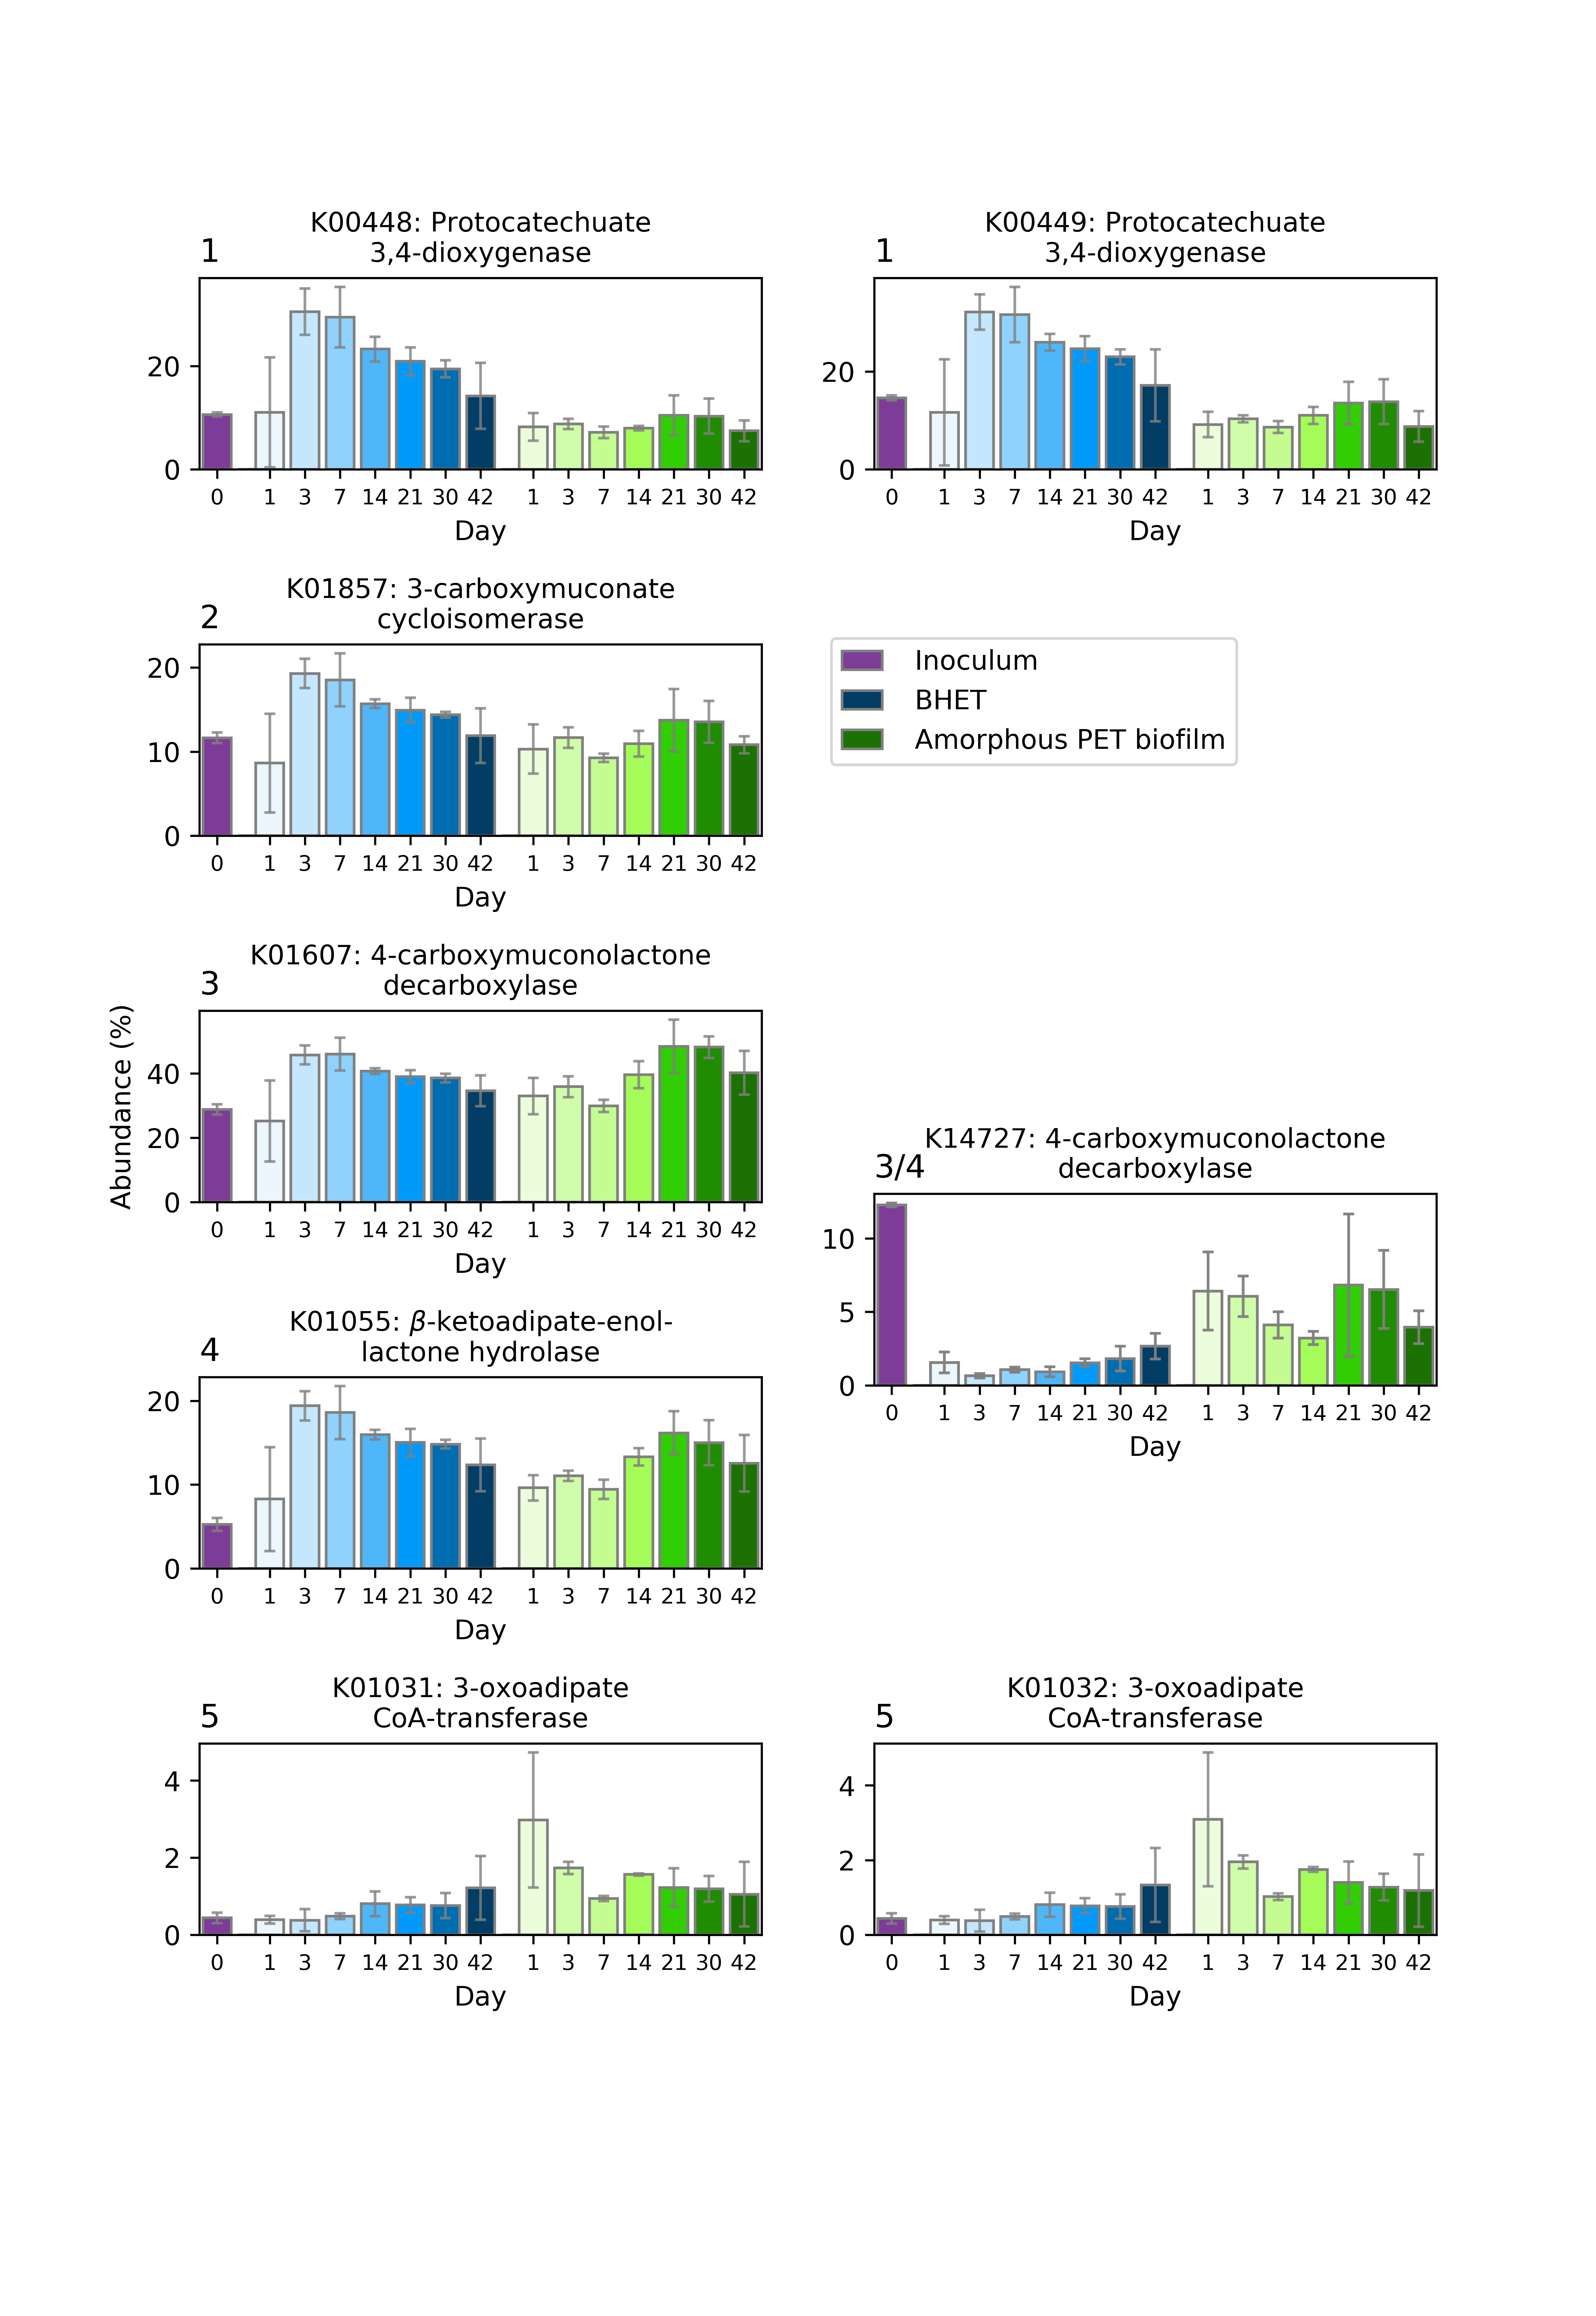 K00448: Protocatechuate
3,4-dioxygenase
1
20
0
0 1 3 7 14 21 30 42 1 3 7 14 21 30 42
Day
K00449: Protocatechuate
3,4-dioxygenase
1
20
0
0 1 3 7 14 21 30 42 1 3 7 14 21 30 42
Day
K01857: 3-carboxymuconate
cycloisomerase
2
20
10
0
0 1 3 7 14 21 30 42 1 3 7 14 21 30 42
Day
Inoculum
BHET
Amorphous PET biofilm
Abundance (%)
K01607: 4-carboxymuconolactone
decarboxylase
3
40
20
0
0 1 3 7 14 21 30 42 1 3 7 14 21 30 42
Day
K14727: 4-carboxymuconolactone
decarboxylase
3/4
10
5
0
0 1 3 7 14 21 30 42 1 3 7 14 21 30 42
Day
K01055: β-ketoadipate-enol-
lactone hydrolase
4
20
10
0
0 1 3 7 14 21 30 42 1 3 7 14 21 30 42
Day
K01031: 3-oxoadipate
CoA-transferase
5
4
2
0
0 1 3 7 14 21 30 42 1 3 7 14 21 30 42
Day
K01032: 3-oxoadipate
CoA-transferase
5
4
2
0
0 1 3 7 14 21 30 42 1 3 7 14 21 30 42
Day